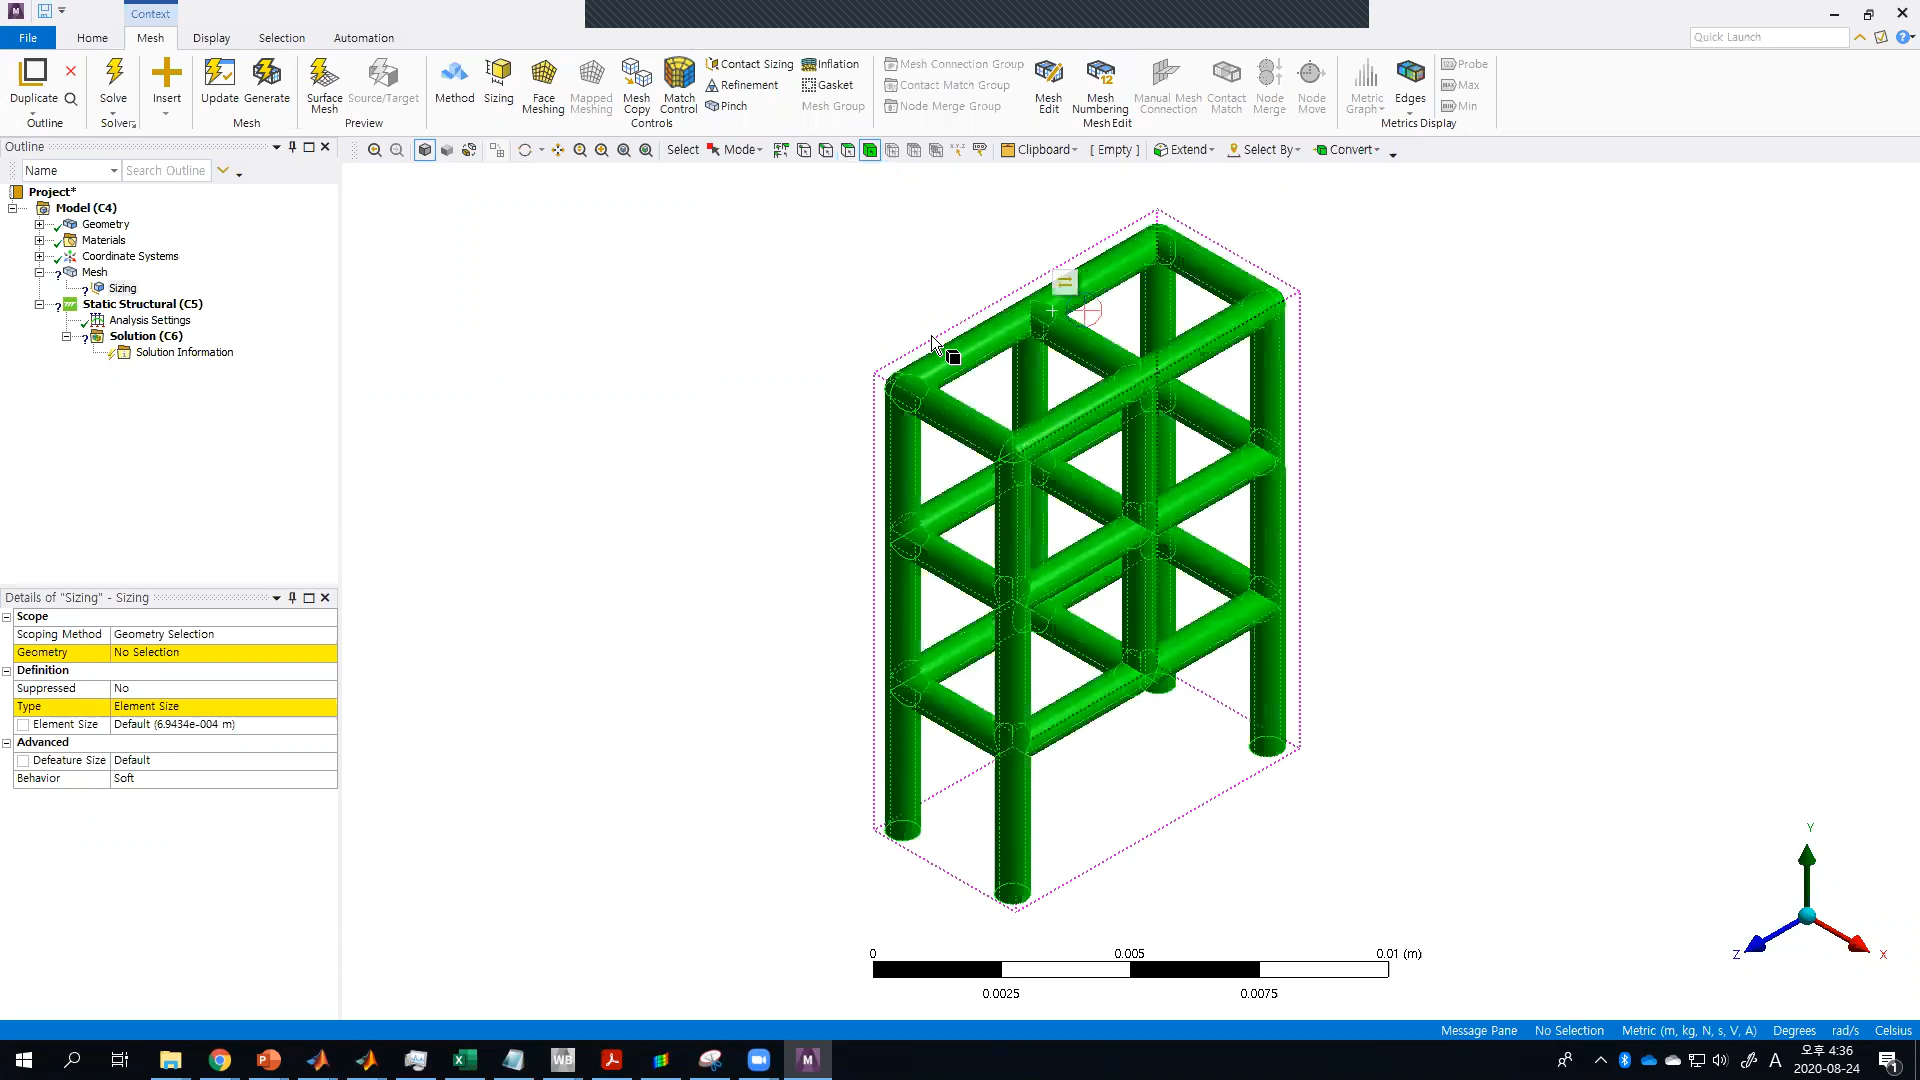 Context
File
Home
Mesh
Display
Selection
Automation
Quick Launch
Duplicate
Outline
Solve
Solver
Insert
Update
Generate
Mesh
Surface Mesh
Source/Target
Preview
Method
Sizing
Face Meshing
Mapped Meshing
Mesh Copy
Match Control
Contact Sizing
Refinement
Pinch
Inflation
Gasket
Mesh Group
Controls
Mesh Connection Group
Contact Match Group
Node Merge Group
Mesh Edit
Mesh Numbering
Manual Mesh Connection
Contact Match
Node Merge
Node Move
Mesh Edit
Metric Graph
Edges
Probe
Max
Min
Metrics Display
Outline
Select
Mode
Clipboard
[ Empty ]
Extend
Select By
Convert
Name
Search Outline
Project*
Model (C4)
Geometry
Materials
Coordinate Systems
Mesh
Sizing
Static Structural (C5)
Analysis Settings
Solution (C6)
Solution Information
Details of "Sizing" - Sizing
Scope
Scoping Method Geometry Selection
Geometry No Selection
Definition
Suppressed No
Type Element Size
Element Size Default (6.9434e-004 m)
Advanced
Defeature Size Default
Behavior Soft
Y
Z
X
0 0.005 0.01 (m)
0.0025 0.0075
Message Pane No Selection Metric (m, kg, N, s, V, A) Degrees rad/s Celsius
WB
M
A
오후 4:36
2020-08-24
1